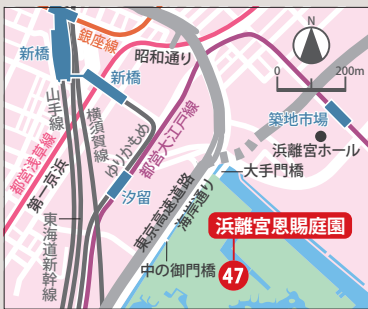 新橋
銀座線
昭和通り
N
0
200m
新橋
山手線
横須賀線
ゆりかもめ
都営大江戸線
築地市場
浜離宮ホール
都営浅草線
第一京浜
汐留
大手門橋
東京高速道路
海岸通り
東海道新幹線
浜離宮恩賜庭園
中の御門橋
47